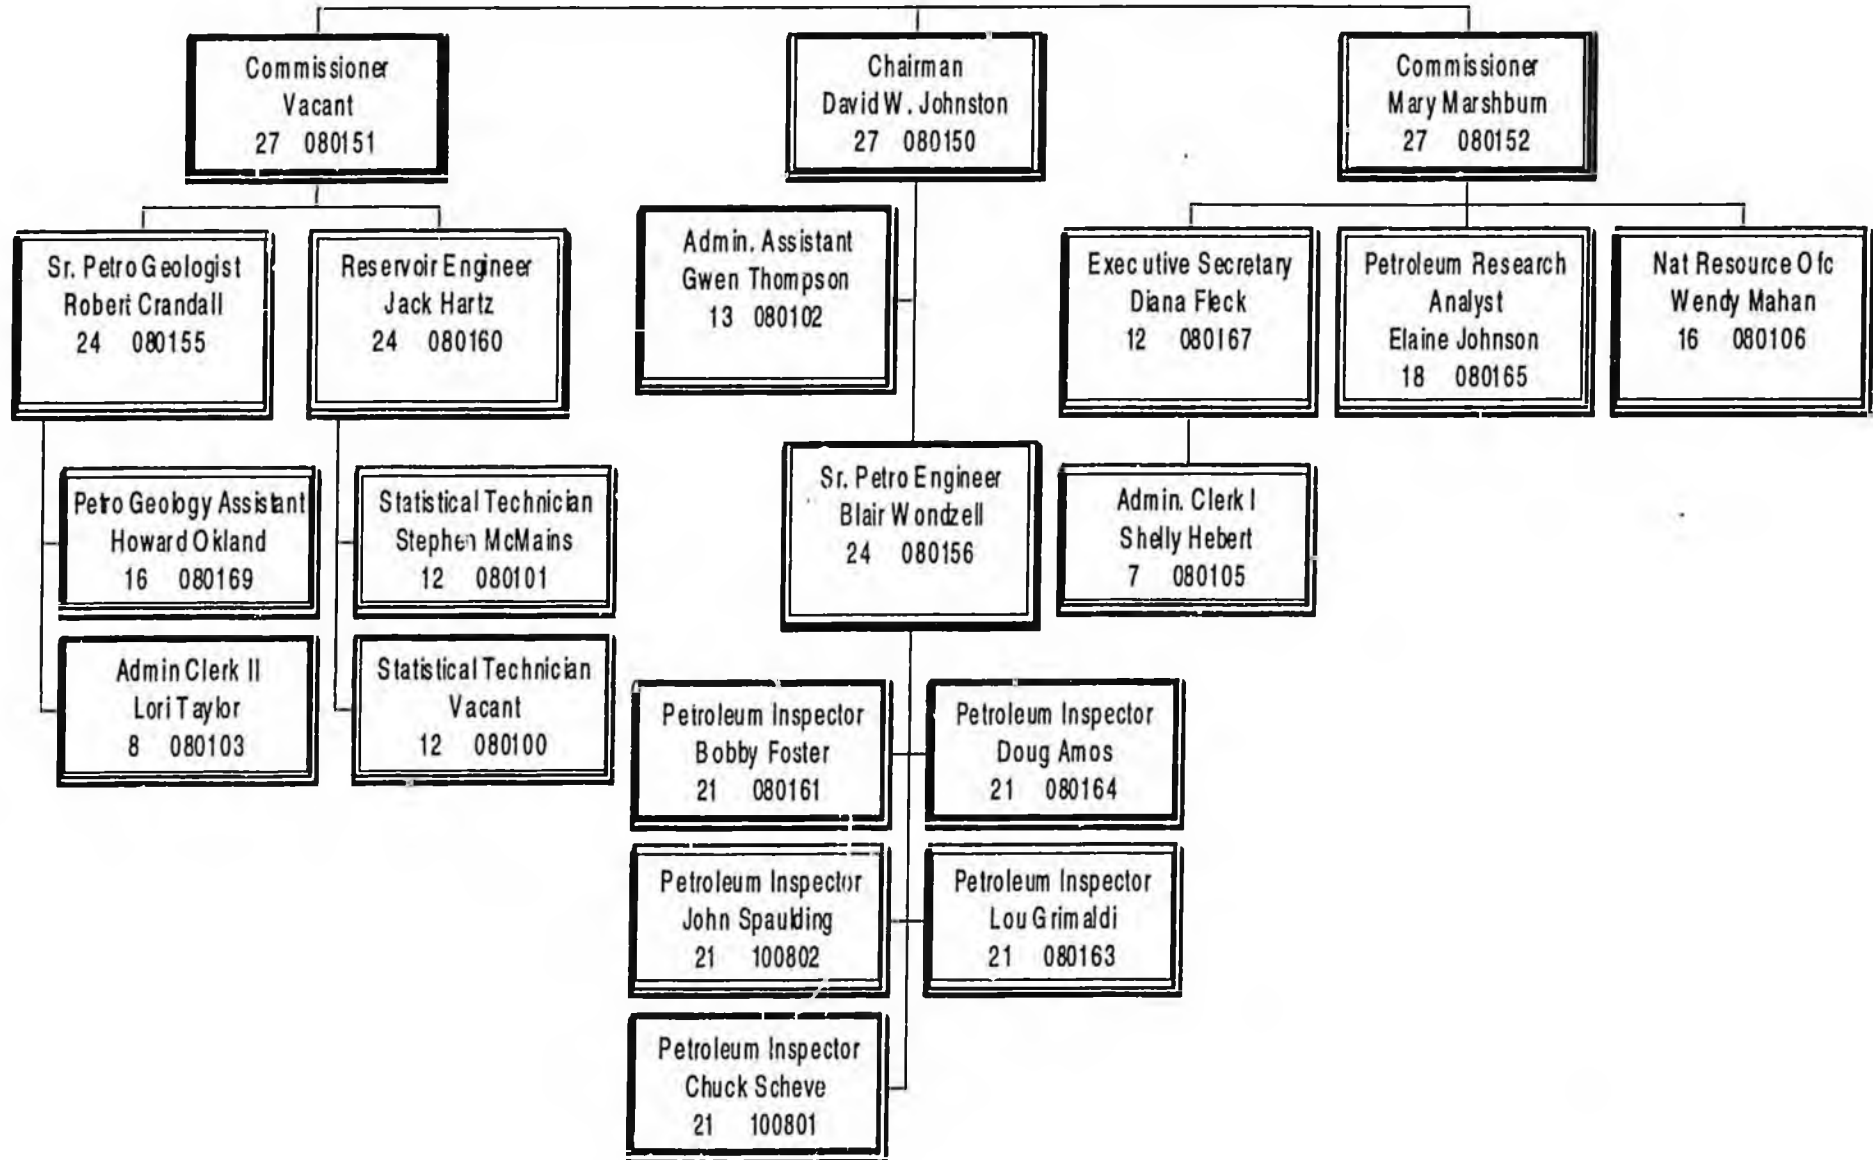 Commissioner
Vacant
27 080151
Chairman
David W. Johnston
27 080150
Commissioner
Mary Marshburn
27 080152
Sr. Petro Geologist
Robert Crandall
24 080155
Reservoir Engineer
Jack Hartz
24 080160
Admin. Assistant
Gwen Thompson
13 080102
Executive Secretary
Diana Fleck
12 080167
Petroleum Research
Analyst
Elaine Johnson
18 080165
Nat Resource Ofc
Wendy Mahan
16 080106
Petro Geology Assistant
Howard Okland
16 080169
Statistical Technician
Stephen McMains
12 080101
Sr. Petro Engineer
Blair Wondzell
24 080156
Admin. Clerk I
Shelly Hebert
7 080105
Admin Clerk II
Lori Taylor
8 080103
Statistical Technician
Vacant
12 080100
Petroleum Inspector
Bobby Foster
21 080161
Petroleum Inspector
Doug Amos
21 080164
Petroleum Inspector
John Spaulding
21 100802
Petroleum Inspector
Lou Grimaldi
21 080163
Petroleum Inspector
Chuck Scheve
21 100801